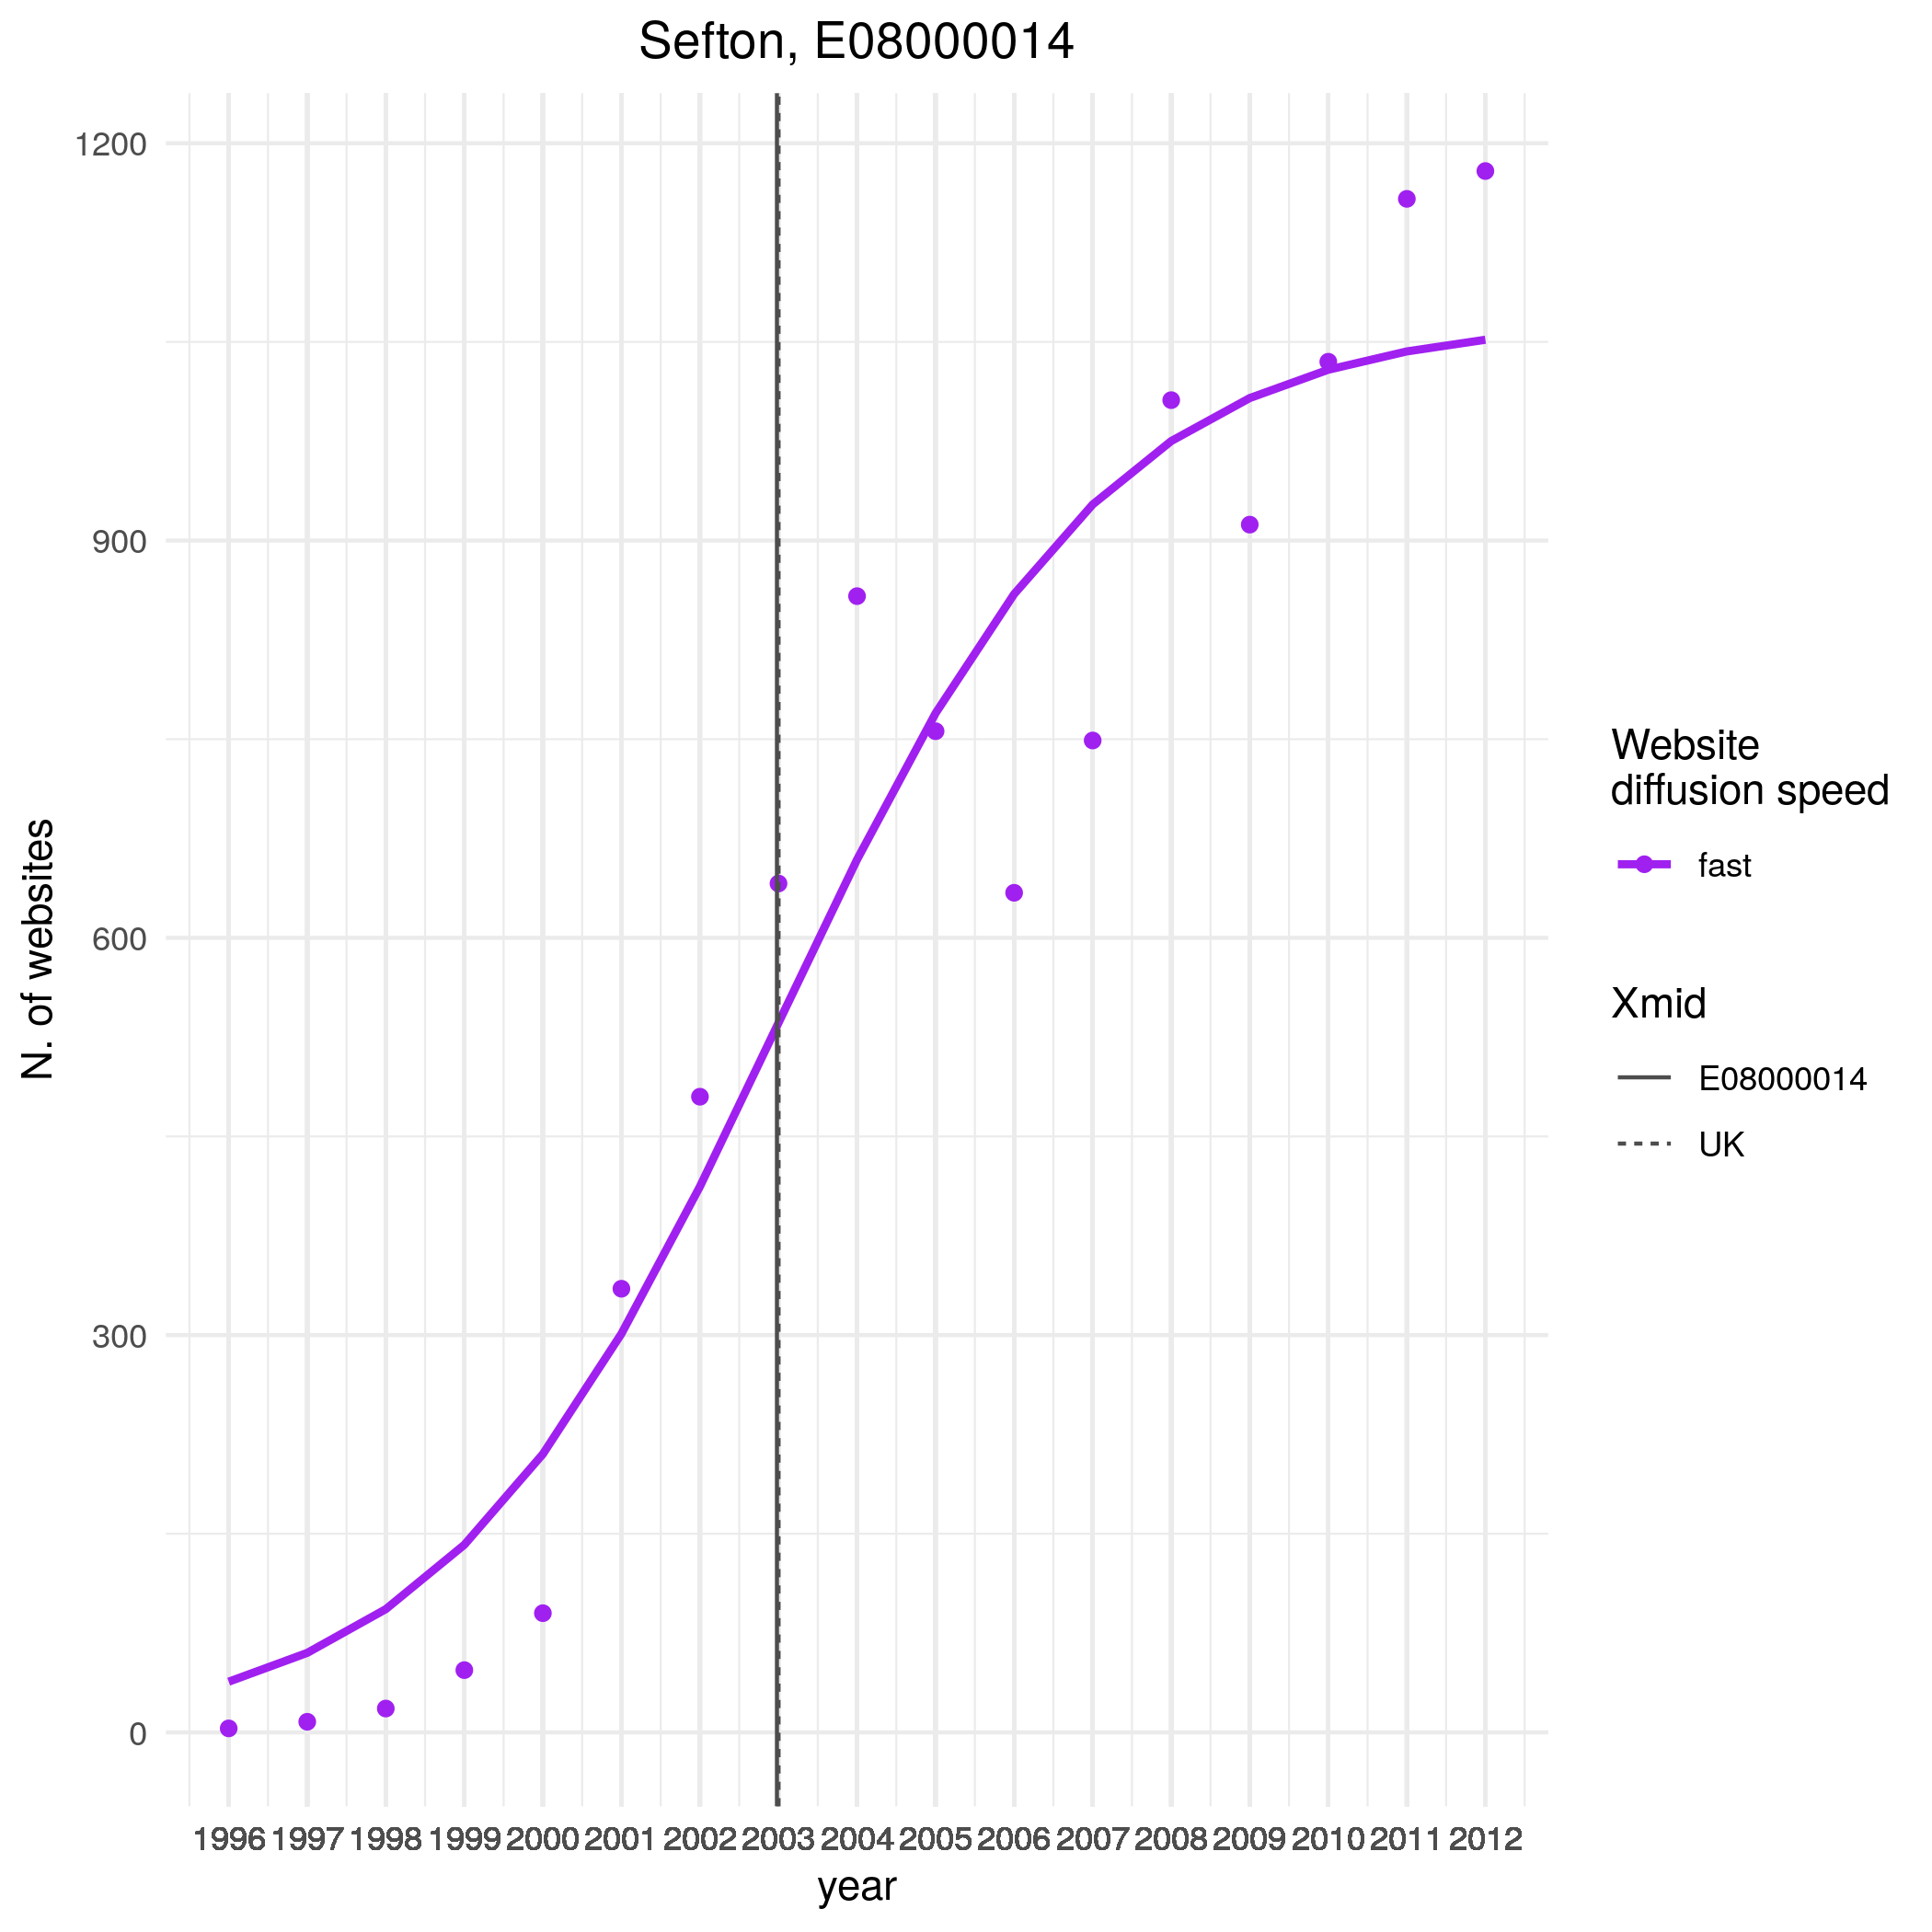 Sefton, E08000014
1200
900
600
300
0
N. of websites
1996 1997 1998 1999 2000 2001 2002 2003 2004 2005 2006 2007 2008 2009 2010 2011 2012
year
Website
diffusion speed
fast
Xmid
E08000014
UK